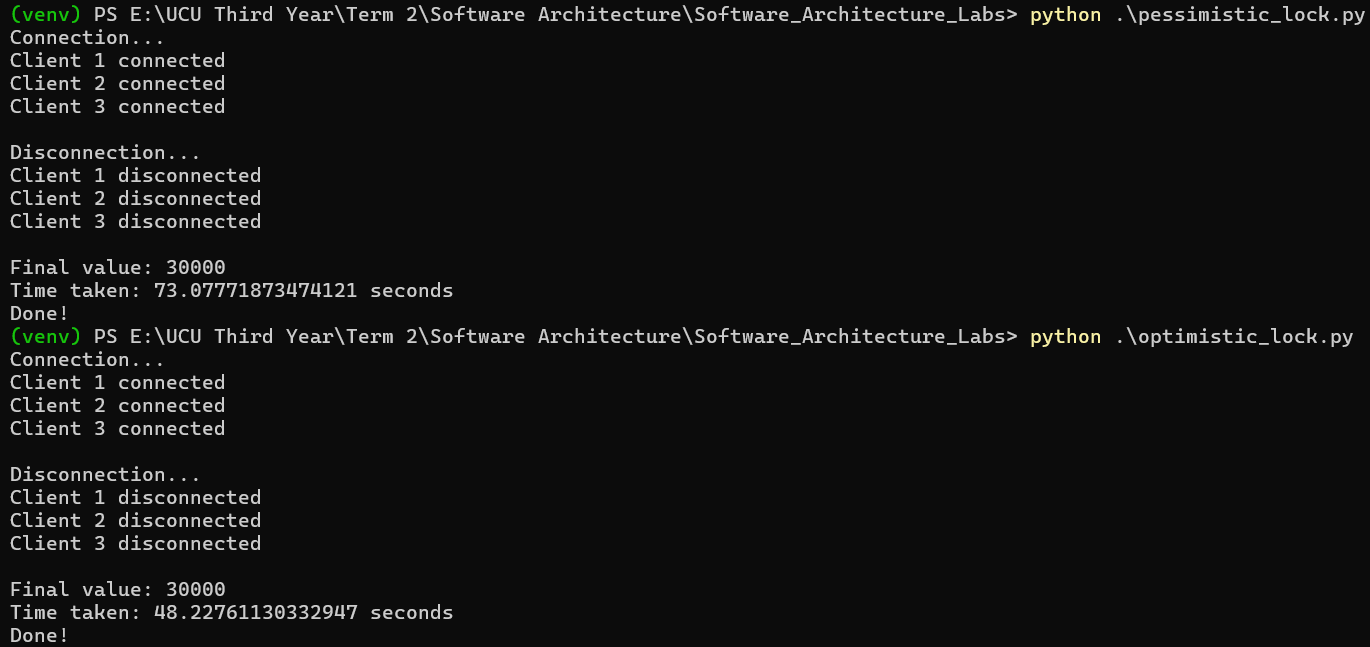 (venv) PS E:\UCU Third Year\Term 2\Software Architecture\Software_Architecture_Labs> python .\pessimistic_lock.py
Connection...
Client 1 connected
Client 2 connected
Client 3 connected
Disconnection...
Client 1 disconnected
Client 2 disconnected
Client 3 disconnected
Final value: 30000
Time taken: 73.07771873474121 seconds
Done!
(venv) PS E:\UCU Third Year\Term 2\Software Architecture\Software_Architecture_Labs> python .\optimistic_lock.py
Connection...
Client 1 connected
Client 2 connected
Client 3 connected
Disconnection...
Client 1 disconnected
Client 2 disconnected
Client 3 disconnected
Final value: 30000
Time taken: 48.22761130332947 seconds
Done!